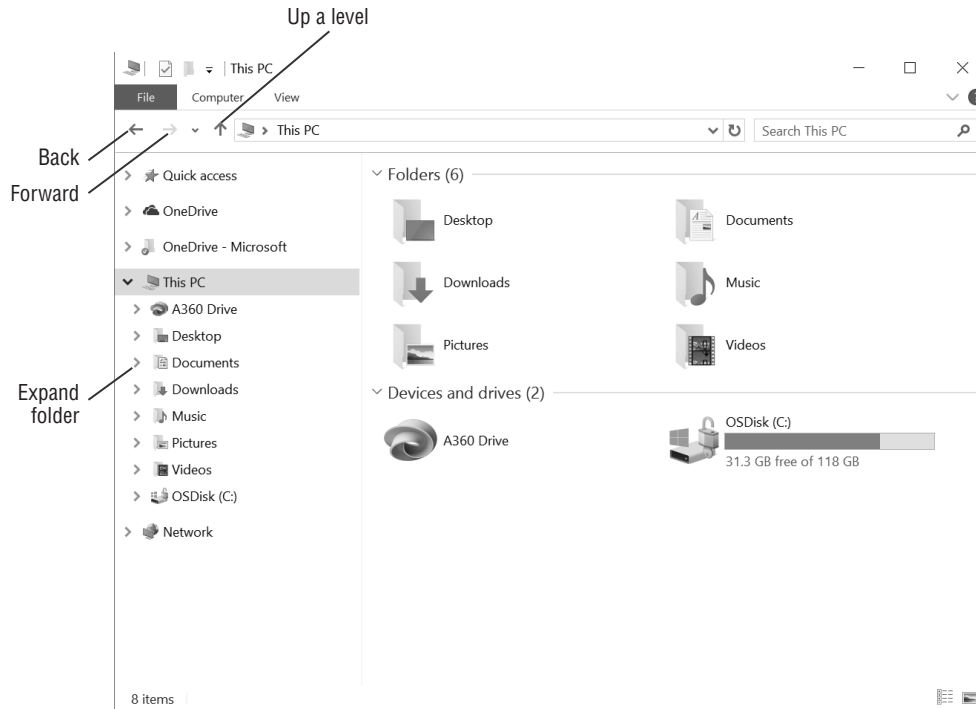 Up a level
This PC
File Computer View
This PC Search This PC
Back
Forward
Quick access
OneDrive
OneDrive - Microsoft
This PC
A360 Drive
Desktop
Documents
Downloads
Music
Pictures
Videos
OSDisk (C:)
Network
Expand
folder
Folders (6)
Desktop Documents
Downloads Music
Pictures Videos
Devices and drives (2)
A360 Drive
OSDisk (C:)
31.3 GB free of 118 GB
8 items